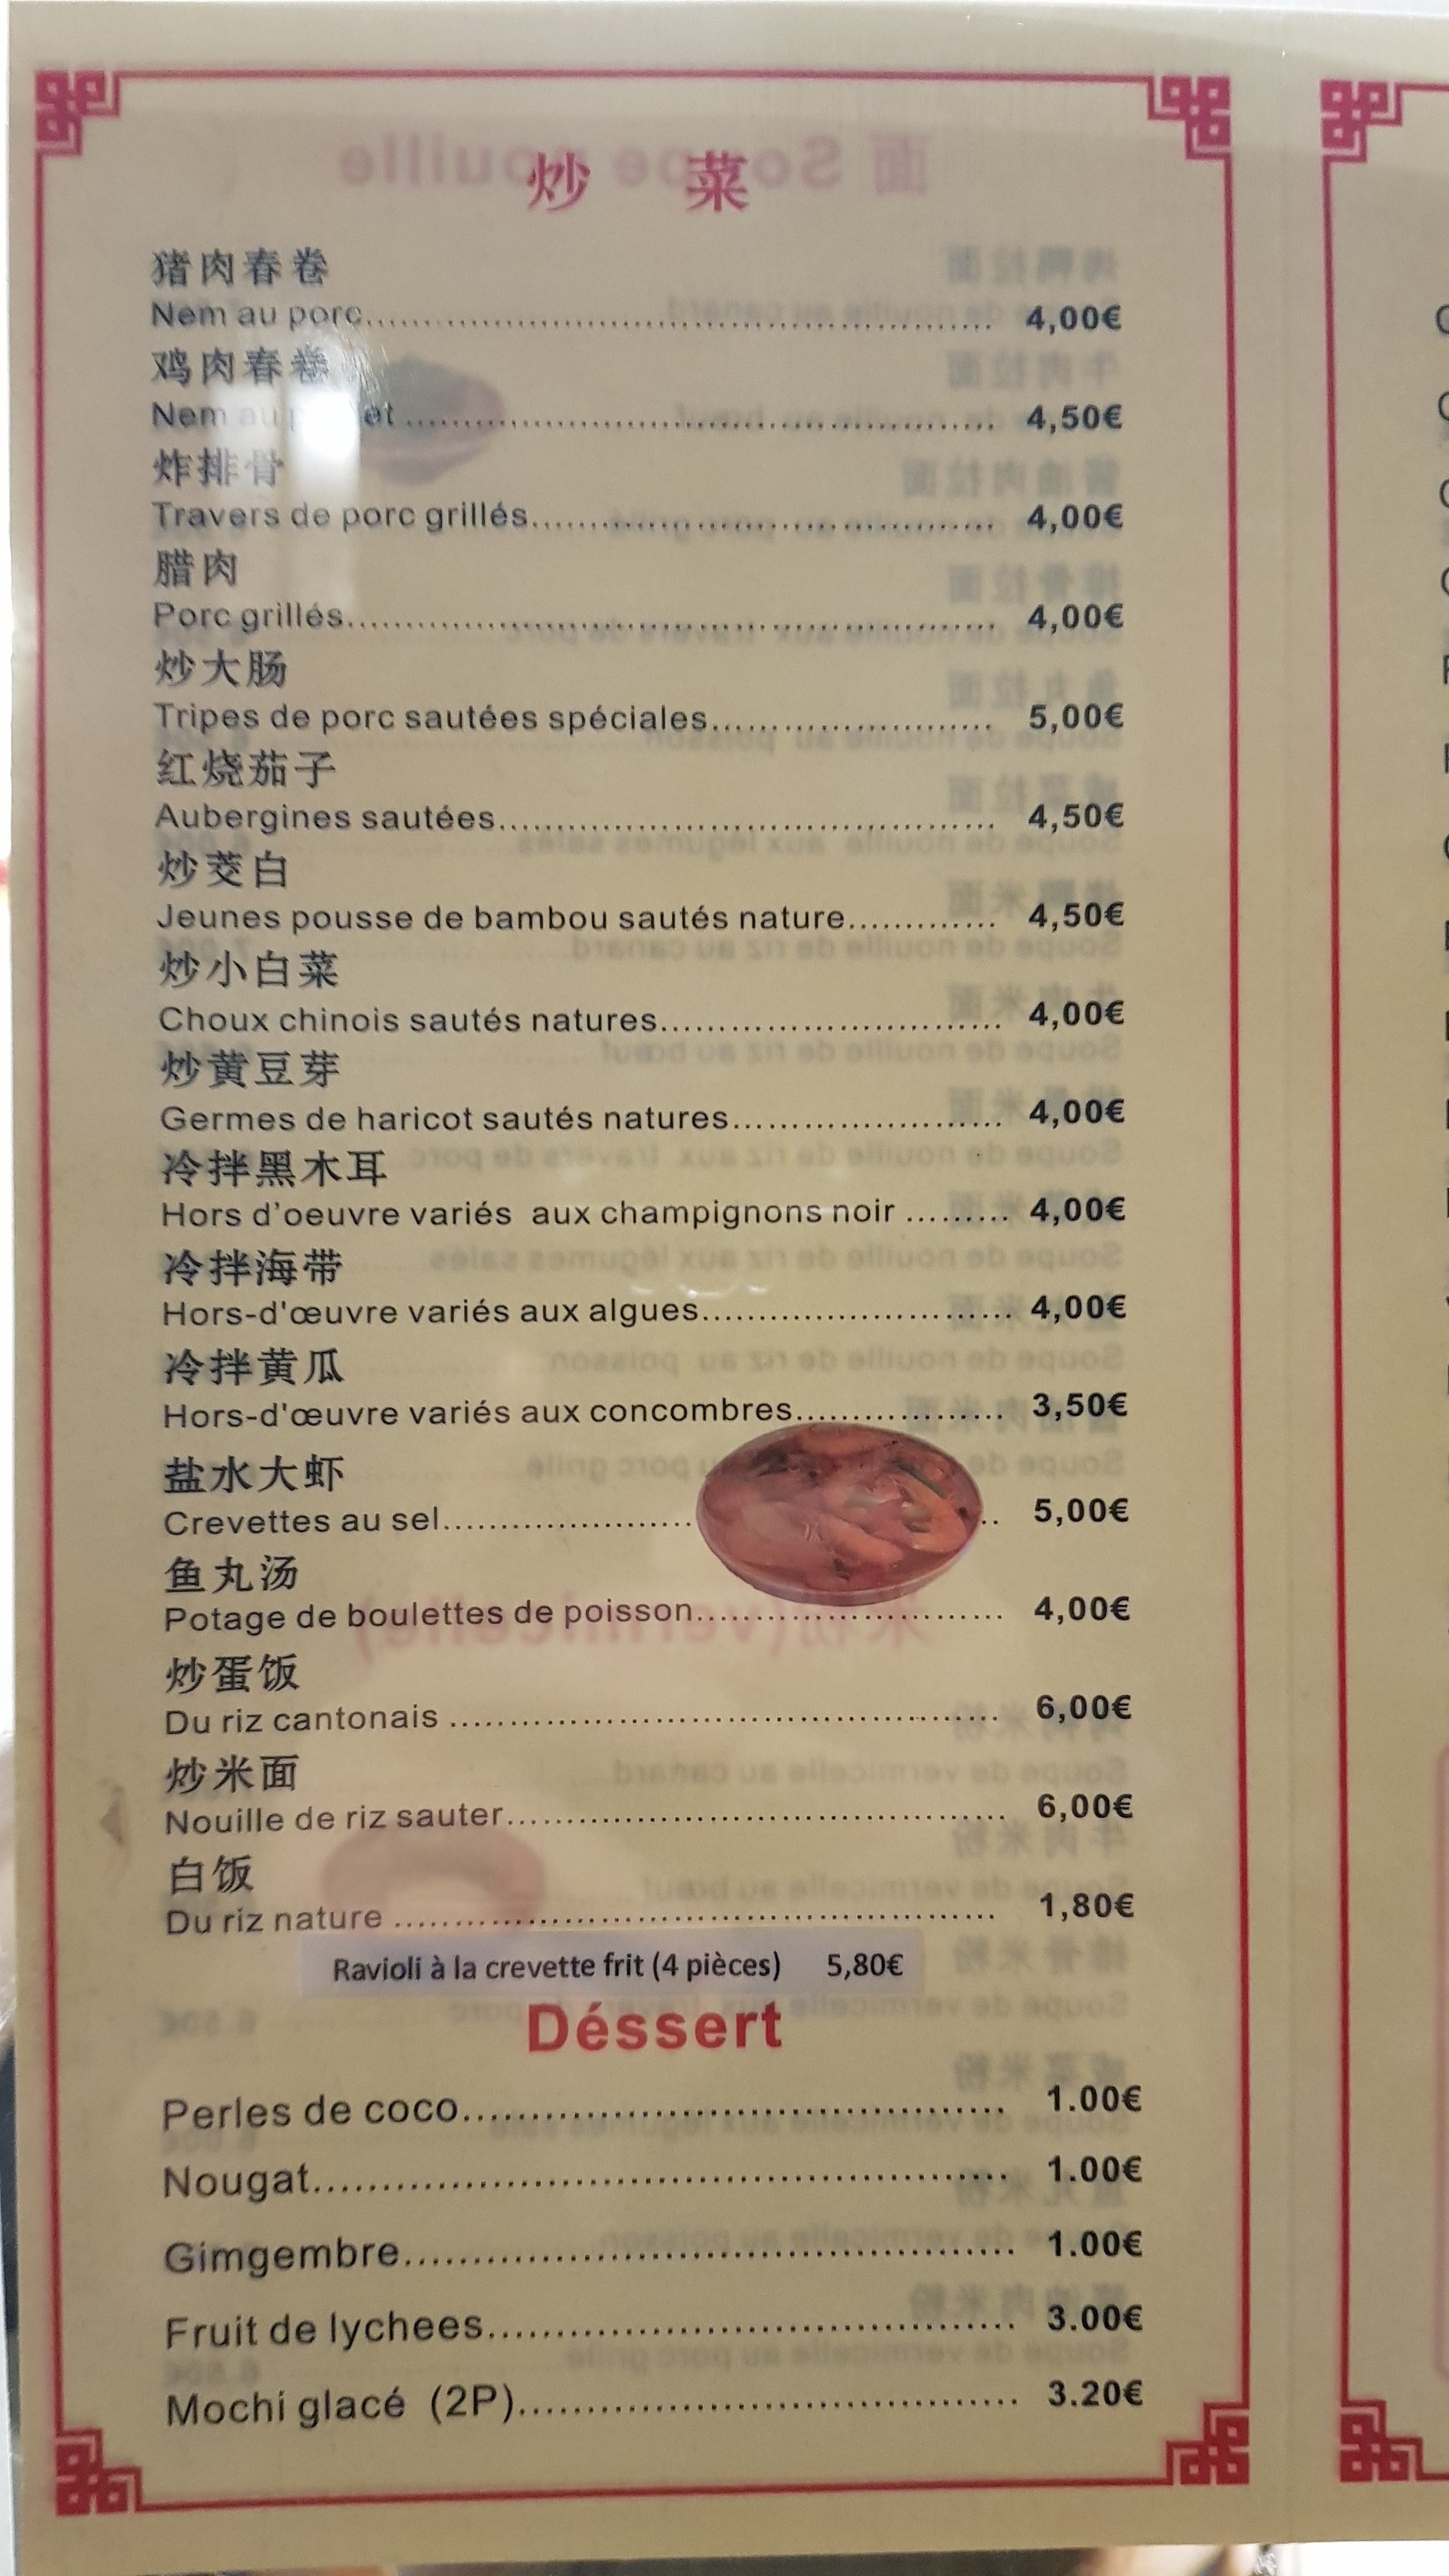 炒 菜
猪肉春卷
Nem au porc........ 4,00€
鸡肉春卷
Nem au et........ 4,50€
炸排骨
Travers de porc grillés........ 4,00€
腊肉
Porc grillés........ 4,00€
炒大肠
Tripes de porc sautées spéciales........ 5,00€
红烧茄子
Aubergines sautées........ 4,50€
炒茭白
Jeunes pousse de bambou sautés nature........ 4,50€
炒小白菜
Choux chinois sautés natures........ 4,00€
炒黄豆芽
Germes de haricot sautés natures........ 4,00€
冷拌黑木耳
Hors d’oeuvre variés aux champignons noir ........ 4,00€
冷拌海带
Hors-d'œuvre variés aux algues........ 4,00€
冷拌黄瓜
Hors-d'œuvre variés aux concombres........ 3,50€
盐水大虾
Crevettes au sel........ 5,00€
鱼丸汤
Potage de boulettes de poisson........ 4,00€
炒蛋饭
Du riz cantonais ........ 6,00€
炒米面
Nouille de riz sauter........ 6,00€
白饭
Du riz nature ........ 1,80€
Ravioli à la crevette frit (4 pièces) 5,80€
Déssert
Perles de coco........ 1.00€
Nougat........ 1.00€
Gimgembre........ 1.00€
Fruit de lychees........ 3.00€
Mochi glacé (2P)........ 3.20€